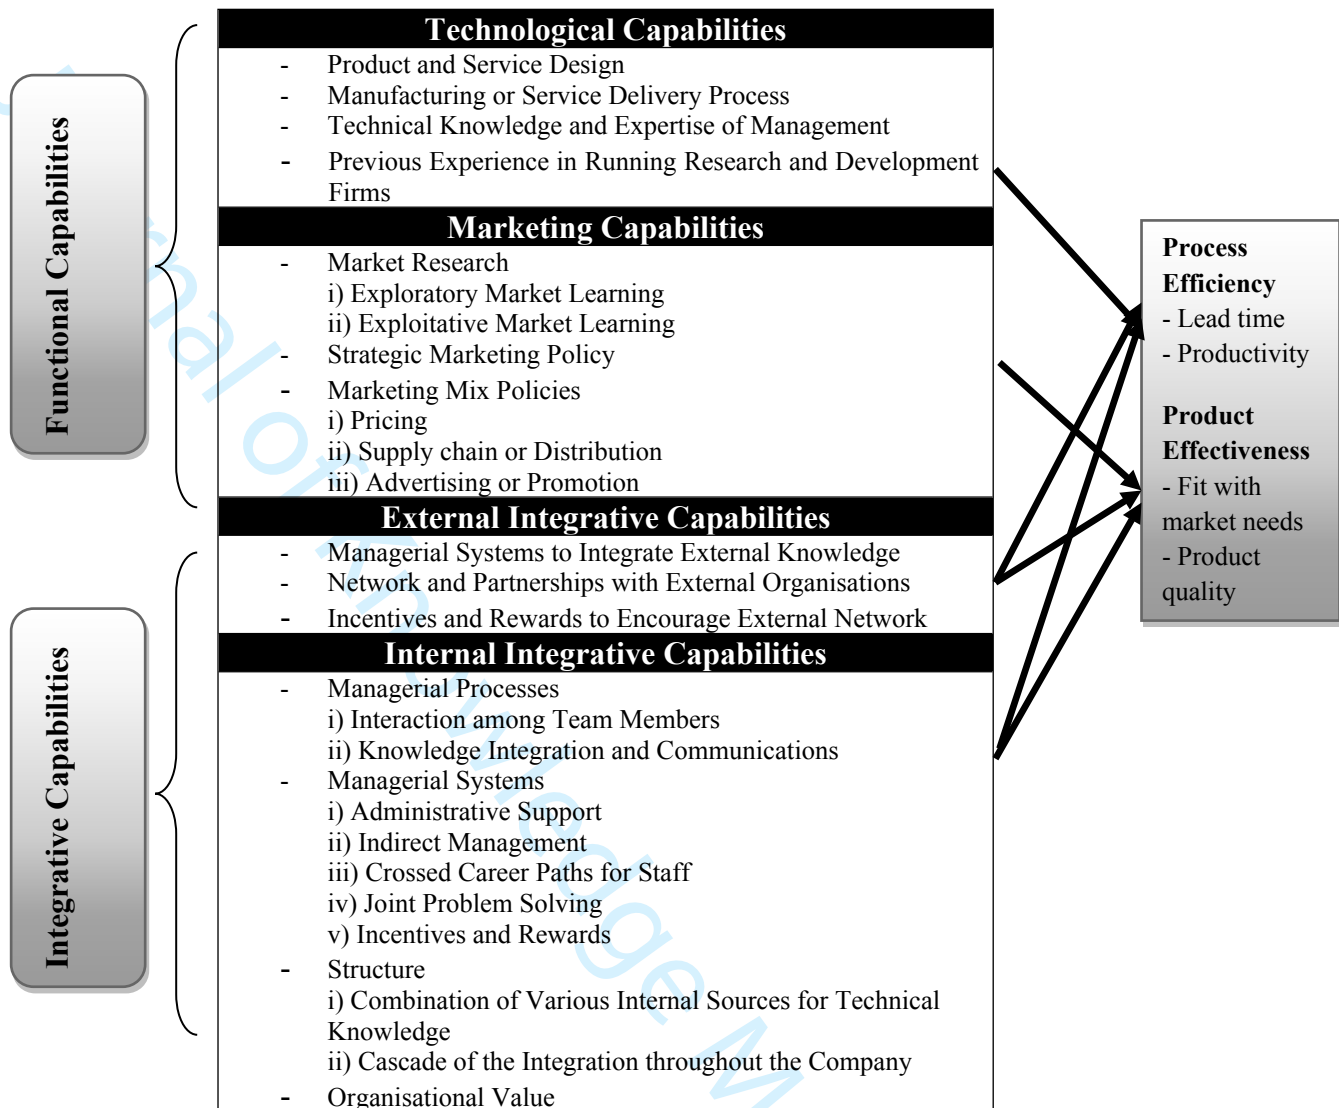 Functional Capabilities
Technological Capabilities
- Product and Service Design
- Manufacturing or Service Delivery Process
- Technical Knowledge and Expertise of Management
- Previous Experience in Running Research and Development
Firms
Marketing Capabilities
- Market Research
i) Exploratory Market Learning
ii) Exploitative Market Learning
- Strategic Marketing Policy
- Marketing Mix Policies
i) Pricing
ii) Supply chain or Distribution
iii) Advertising or Promotion
Integrative Capabilities
External Integrative Capabilities
- Managerial Systems to Integrate External Knowledge
- Network and Partnerships with External Organisations
- Incentives and Rewards to Encourage External Network
Internal Integrative Capabilities
- Managerial Processes
i) Interaction among Team Members
ii) Knowledge Integration and Communications
- Managerial Systems
i) Administrative Support
ii) Indirect Management
iii) Crossed Career Paths for Staff
iv) Joint Problem Solving
v) Incentives and Rewards
- Structure
i) Combination of Various Internal Sources for Technical
Knowledge
ii) Cascade of the Integration throughout the Company
- Organisational Value
Process
Efficiency
- Lead time
- Productivity
Product
Effectiveness
- Fit with
market needs
- Product
quality
of Knowledge